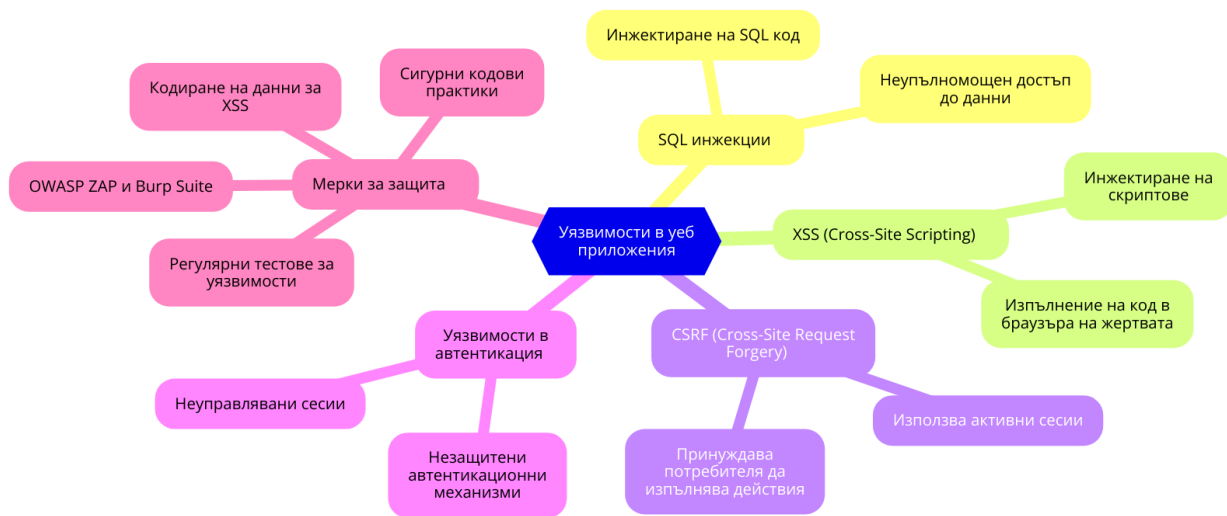 Уязвимости в уеб
приложения
SQL инжекции
Инжектиране на SQL код
Неупълномощен достъп
до данни
XSS (Cross-Site Scripting)
Инжектиране на
скриптове
Изпълнение на код в
браузъра на жертвата
CSRF (Cross-Site Request
Forgery)
Принуждава
потребителя да
изпълнява действия
Използва активни сесии
Уязвимости в
автентикация
Неуправлявани сесии
Незащитени
автентикационни
механизми
Мерки за защита
Сигурни кодови
практики
Кодиране на данни за
XSS
OWASP ZAP и Burp Suite
Регулярни тестове за
уязвимости